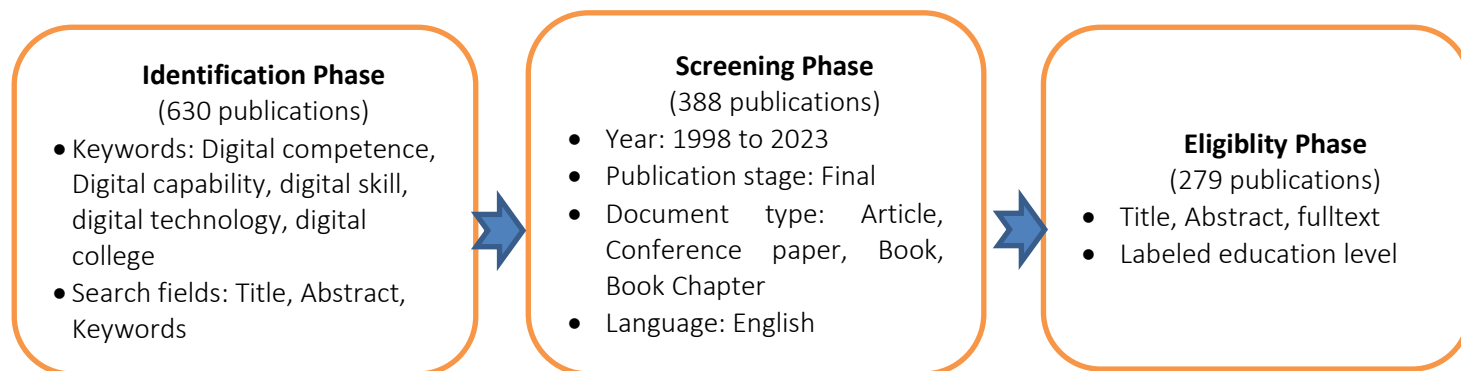 Identification Phase
(630 publications)
• Keywords: Digital competence,
Digital capability, digital skill,
digital technology, digital
college
• Search fields: Title, Abstract,
Keywords
Screening Phase
(388 publications)
• Year: 1998 to 2023
• Publication stage: Final
• Document type: Article,
Conference paper, Book,
Book Chapter
• Language: English
Eligiblity Phase
(279 publications)
• Title, Abstract, fulltext
• Labeled education level